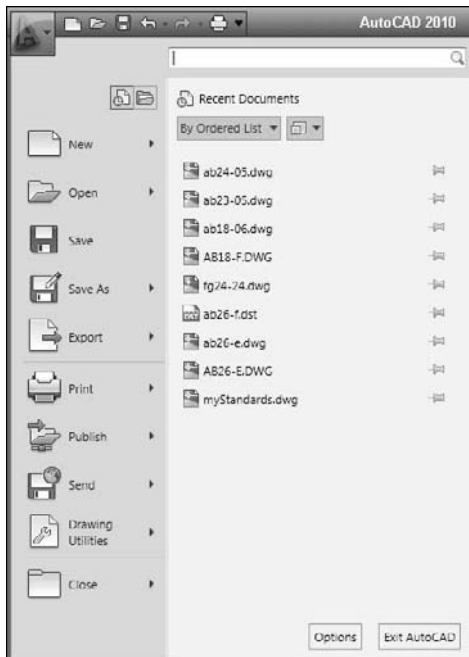 AutoCAD 2010
Recent Documents
By Ordered List
New
Open
Save
Save As
Export
Print
Publish
Send
Drawing
Utilities
Close
ab24-05.dwg
ab23-05.dwg
ab18-06.dwg
AB18-F.DWG
fg24-24.dwg
ab26-f.dst
ab26-e.dwg
AB26-E.DWG
myStandards.dwg
Options
Exit AutoCAD